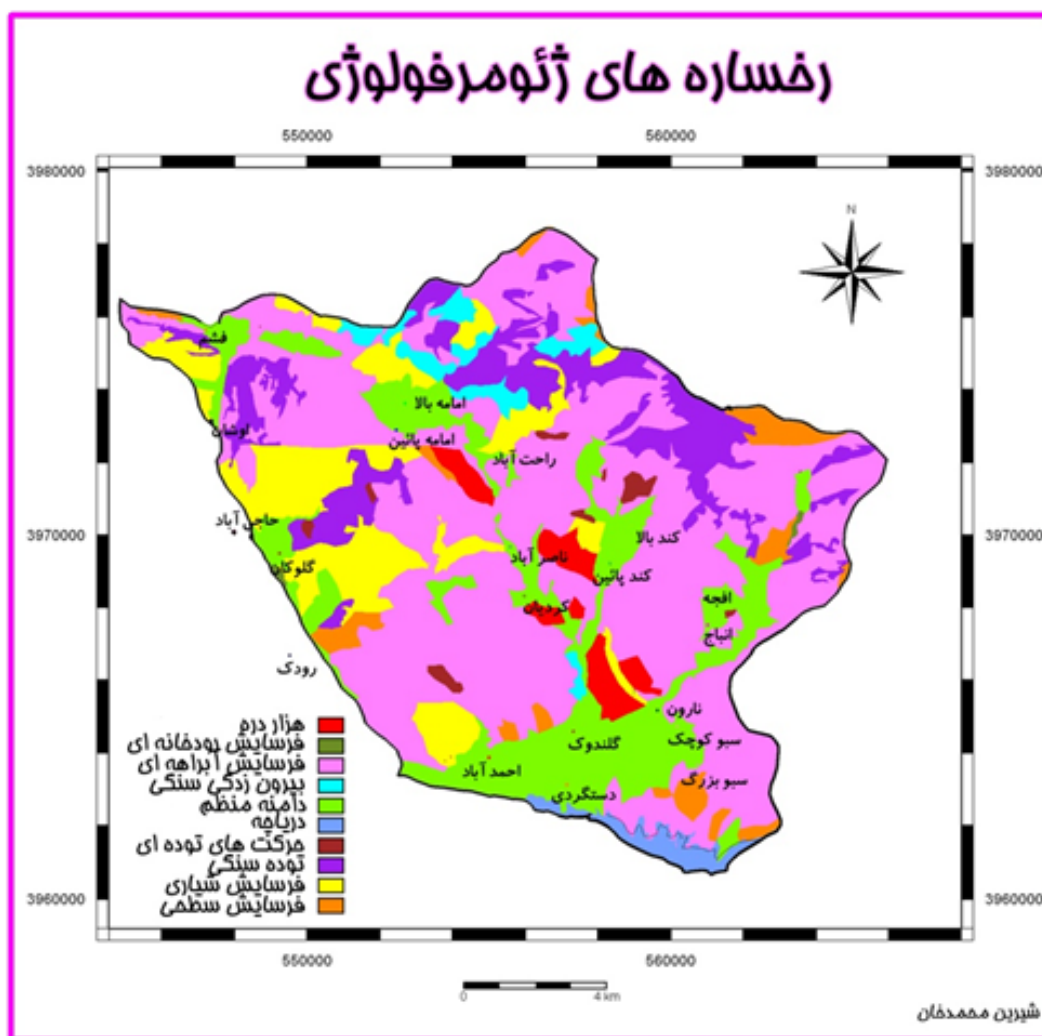 رخساره های ژئومرفولوژی
550000 560000
3980000 3980000
N
فشم
امامه بالا
اوشان
امامه پائین
راحت آباد
حاجی آباد
3970000 3970000
کند بالا
ناصر آباد
گلوکان
کند پائین
افجه
کردیان
انباج
رودک
نارون
سبو کوچک
گلندوک
احمد آباد
سبو بزرگ
دستگردی
هزار دره
فرسایش رودخانه ای
فرسایش آبراهه ای
بیرون زدگی سنگی
دامنه منظم
دریاچه
حرکت های توده ای
توده سنگی
فرسایش شیاری
فرسایش سطحی
3960000 3960000
550000 560000
0 4 km
شیرین محمدخان